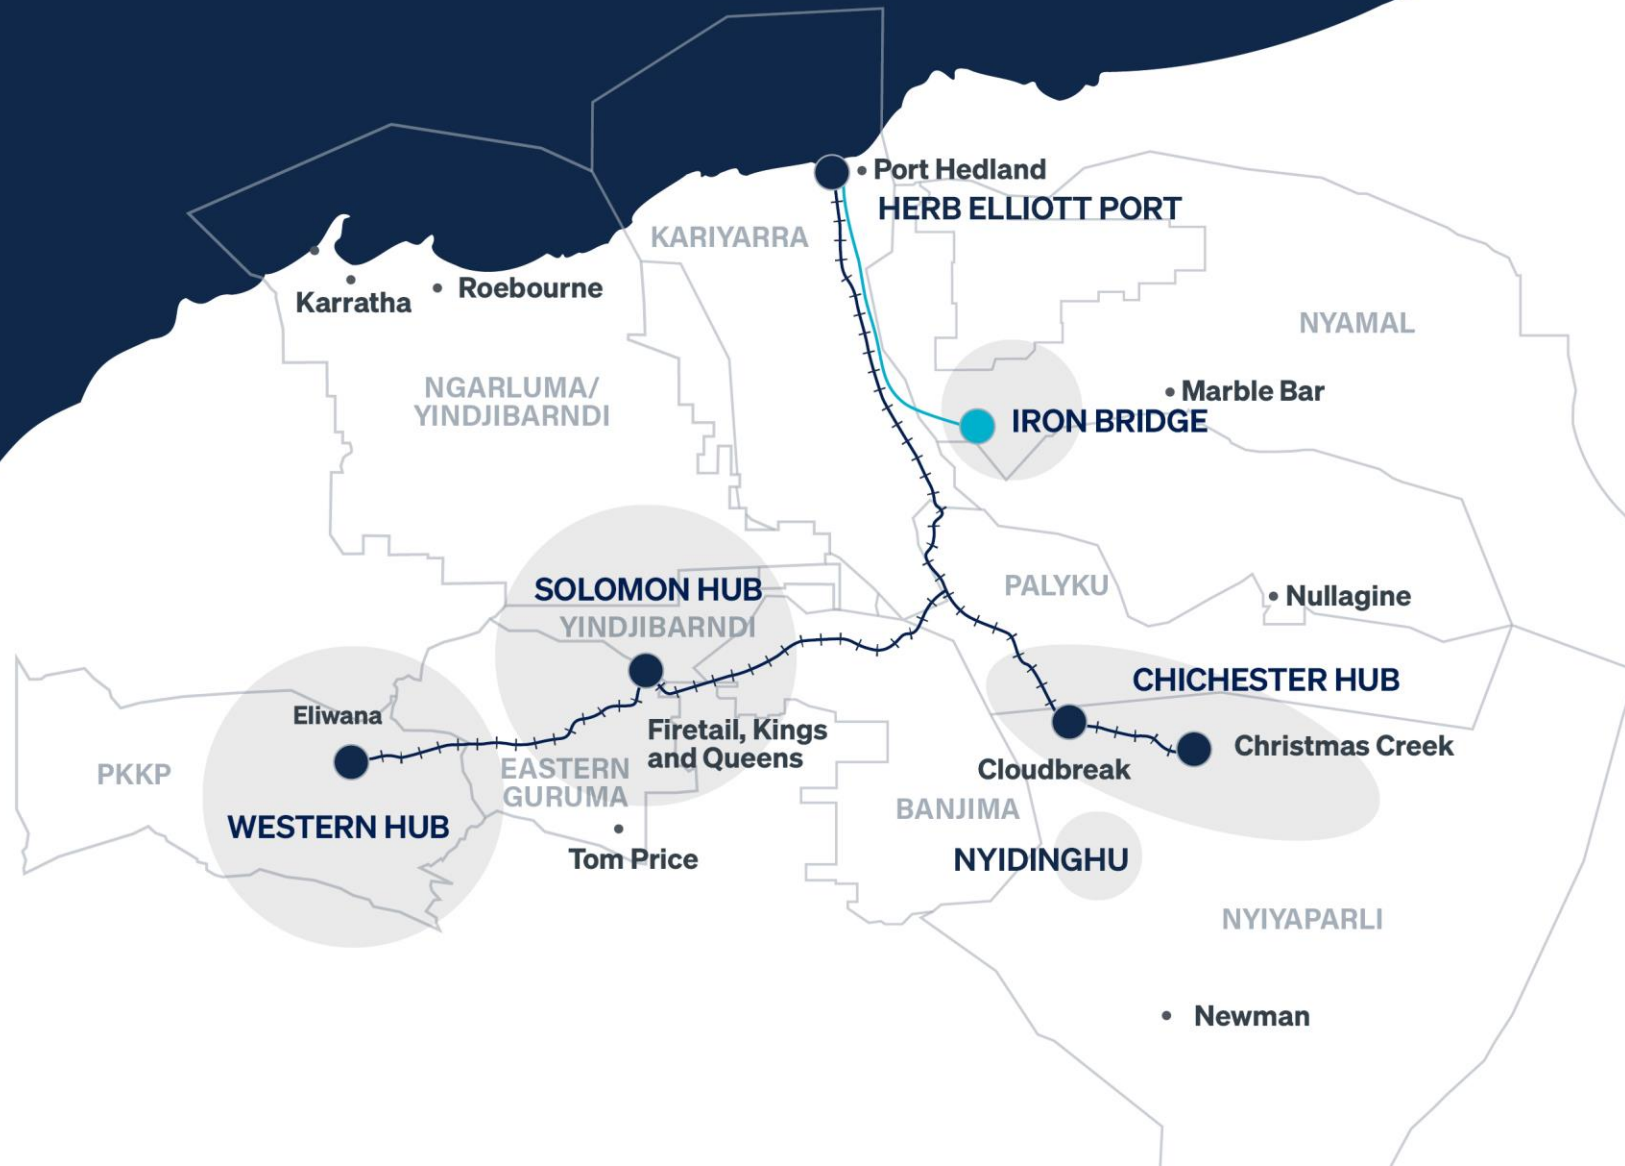 Port Hedland
HERB ELLIOTT PORT
KARIYARRA
Karratha
Roebourne
NYAMAL
NGARLUMA/
YINDJIBARNDI
Marble Bar
IRON BRIDGE
SOLOMON HUB
YINDJIBARNDI
PALYKU
Nullagine
CHICHESTER HUB
Eliwana
Firetail, Kings
and Queens
Christmas Creek
Cloudbreak
PKKP
EASTERN
GURUMA
BANJIMA
WESTERN HUB
Tom Price
NYIDINGHU
NYIYAPARLI
Newman